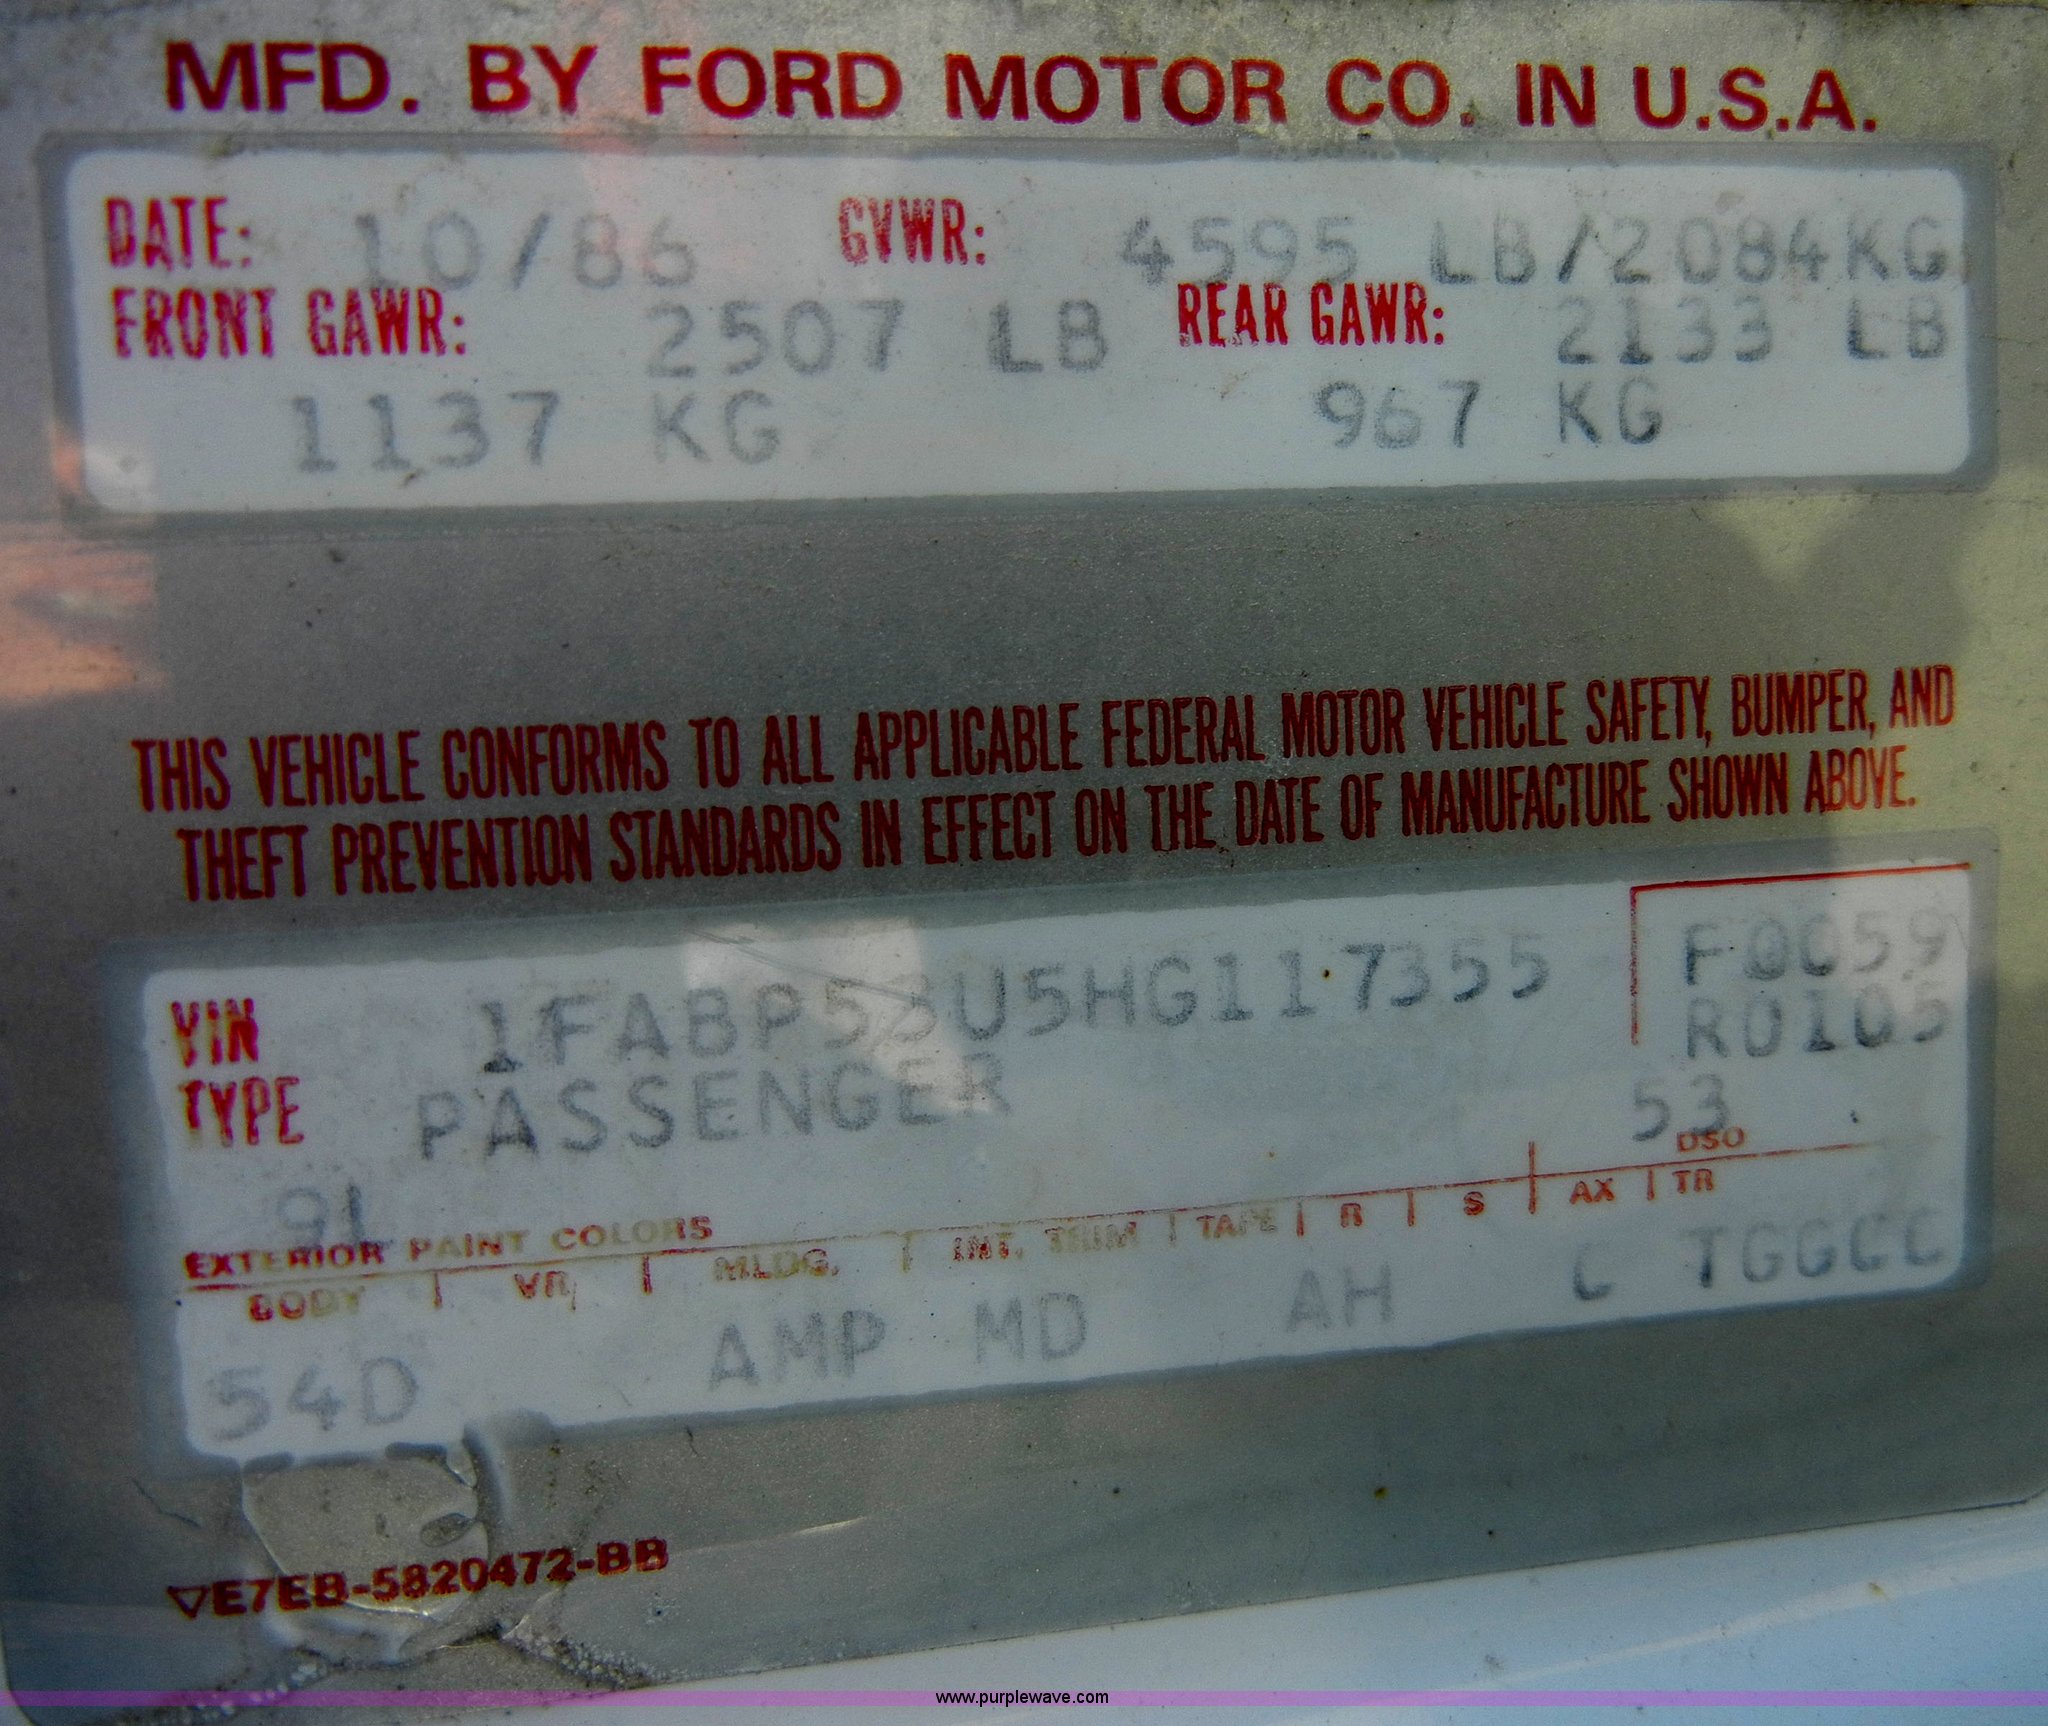 MFD. BY FORD MOTOR CO. IN U.S.A.
DATE: 10/86 GVWR: 4595 LB/2084KG
FRONT GAWR: 2507 LB REAR GAWR: 2133 LB
1137 KG 967 KG
THIS VEHICLE CONFORMS TO ALL APPLICABLE FEDERAL MOTOR VEHICLE SAFETY, BUMPER, AND
THEFT PREVENTION STANDARDS IN EFFECT ON THE DATE OF MANUFACTURE SHOWN ABOVE.
VIN 1FABP53U5HG117355 F0059
TYPE PASSENGER R0105
53
9L DSO
EXTERIOR PAINT COLORS
BODY VR MLDG. INT. TRIM TAPE R S AX TR
54D AMP MD AH C TGGCC
▽E7EB-5820472-BB
www.purplewave.com